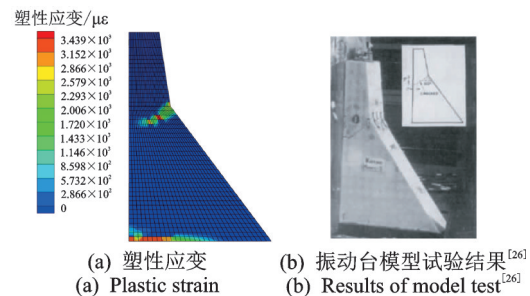 塑性应变/με
3.439×10³
3.152×10³
2.866×10³
2.579×10³
2.293×10³
2.006×10³
1.720×10³
1.433×10³
1.146×10³
8.598×10²
5.732×10²
2.866×10²
0
(a) 塑性应变
(a) Plastic strain
(b) 振动台模型试验结果[26]
(b) Results of model test[26]